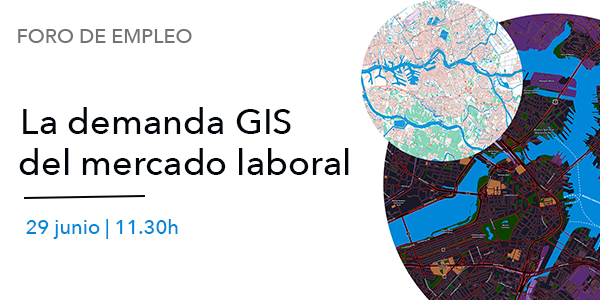 FORO DE EMPLEO
La demanda GIS
del mercado laboral
29 junio | 11.30h